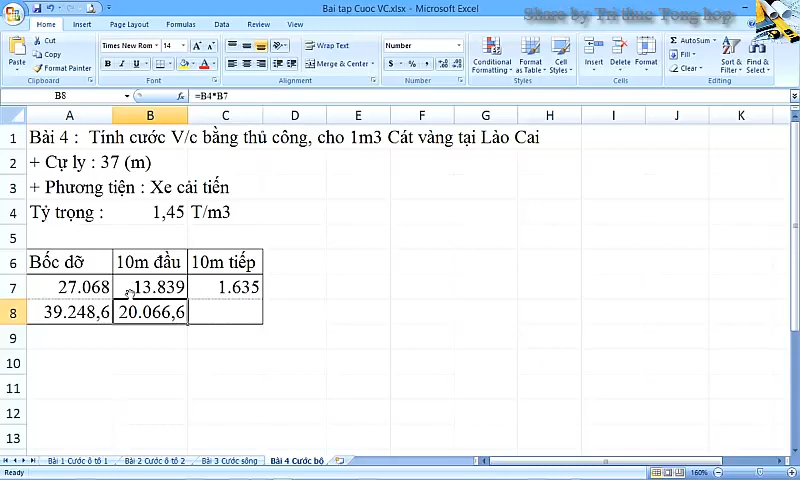 Bai tap Cuoc VC.xlsx - Microsoft Excel
Share by Tri thuc Tong hop
Home Insert Page Layout Formulas Data Review View
Cut
Copy
Format Painter
Paste
Clipboard
Times New Rom 14
B I U
Font
Wrap Text
Merge & Center
Alignment
Number
Number
Conditional Formatting
Format as Table
Cell Styles
Styles
Insert Delete Format
Cells
AutoSum
Fill
Clear
Sort & Filter
Find & Select
Editing
B8 fx =B4*B7
A B C D E F G H I J K
1 Bài 4 : Tính cước V/c bằng thủ công, cho 1m3 Cát vàng tại Lào Cai
2 + Cự ly : 37 (m)
3 + Phương tiện : Xe cải tiến
4 Tỷ trọng : 1,45 T/m3
5
6 Bốc dỡ 10m đầu 10m tiếp
7 27.068 13.839 1.635
8 39.248,6 20.066,6
9
10
11
12
13
Bài 1 Cước ô tô 1 Bài 2 Cước ô tô 2 Bài 3 Cước sông Bài 4 Cước bộ
Ready 160%